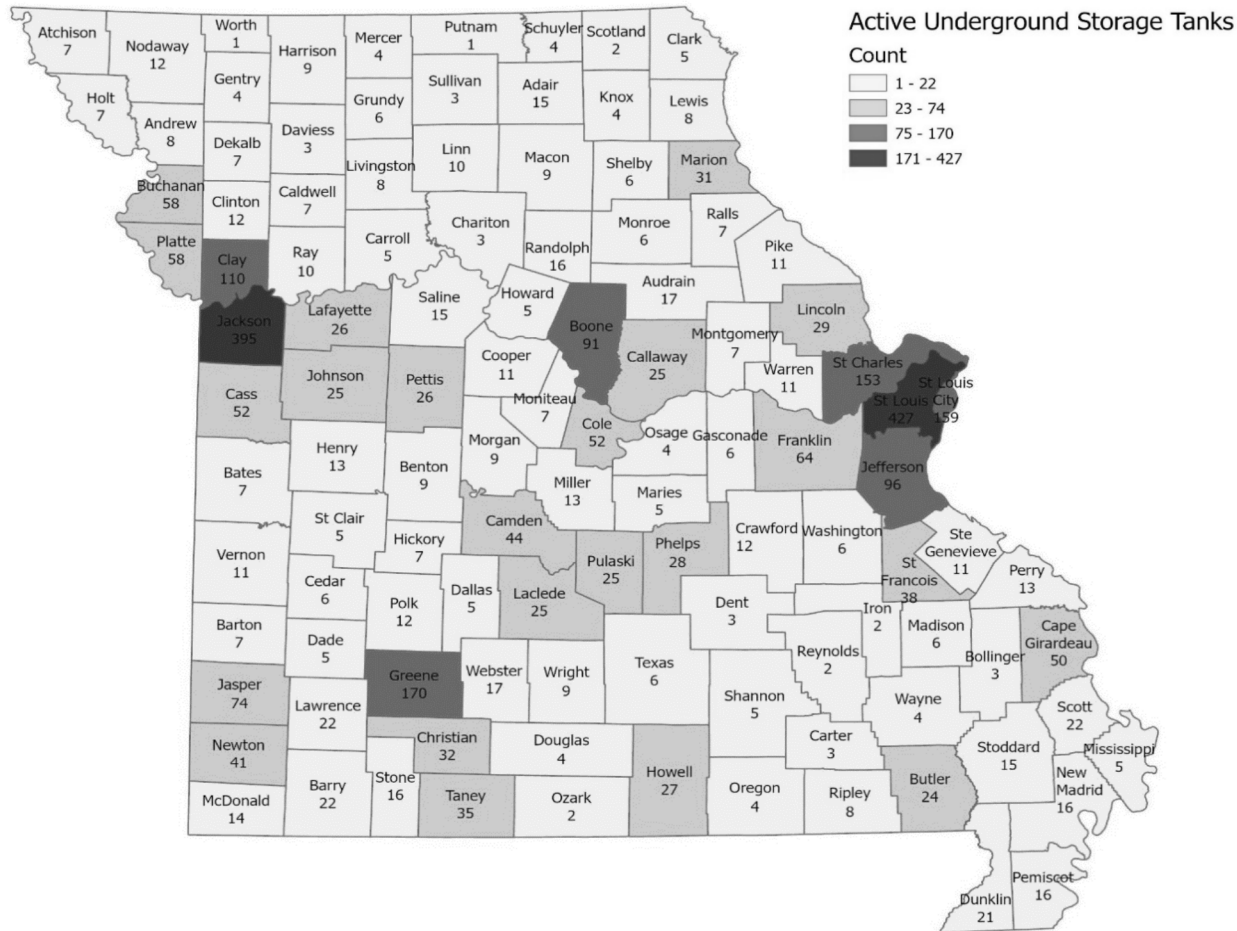 Active Underground Storage Tanks
Count
1 - 22
23 - 74
75 - 170
171 - 427
Atchison
7
Nodaway
12
Worth
1
Harrison
9
Mercer
4
Putnam
1
Schuyler
4
Scotland
2
Clark
5
Holt
7
Andrew
8
Gentry
4
Dekalb
7
Daviess
3
Grundy
6
Sullivan
3
Adair
15
Knox
4
Lewis
8
Buchanan
58
Clinton
12
Caldwell
7
Livingston
8
Linn
10
Macon
9
Shelby
6
Marion
31
Platte
58
Clay
110
Ray
10
Carroll
5
Chariton
3
Randolph
16
Monroe
6
Ralls
7
Pike
11
Jackson
395
Lafayette
26
Saline
15
Howard
5
Boone
91
Audrain
17
Callaway
25
Montgomery
7
Lincoln
29
Warren
11
St Charles
153
St Louis
City
159
St Louis
427
Cass
52
Johnson
25
Pettis
26
Cooper
11
Moniteau
7
Cole
52
Osage
4
Gasconade
6
Franklin
64
Jefferson
96
Bates
7
Henry
13
Benton
9
Morgan
9
Miller
13
Maries
5
Crawford
12
Washington
6
Ste
Genevieve
11
St
Francois
38
Perry
13
Vernon
11
St Clair
5
Hickory
7
Camden
44
Pulaski
25
Phelps
28
Cedar
6
Polk
12
Dallas
5
Laclede
25
Dent
3
Iron
2
Madison
6
Bollinger
3
Cape
Girardeau
50
Barton
7
Dade
5
Greene
170
Webster
17
Wright
9
Texas
6
Reynolds
2
Jasper
74
Lawrence
22
Shannon
5
Wayne
4
Scott
22
Newton
41
Christian
32
Douglas
4
Howell
27
Carter
3
Stoddard
15
Mississippi
5
New
Madrid
16
McDonald
14
Barry
22
Stone
16
Taney
35
Ozark
2
Oregon
4
Ripley
8
Butler
24
Dunklin
21
Pemiscot
16